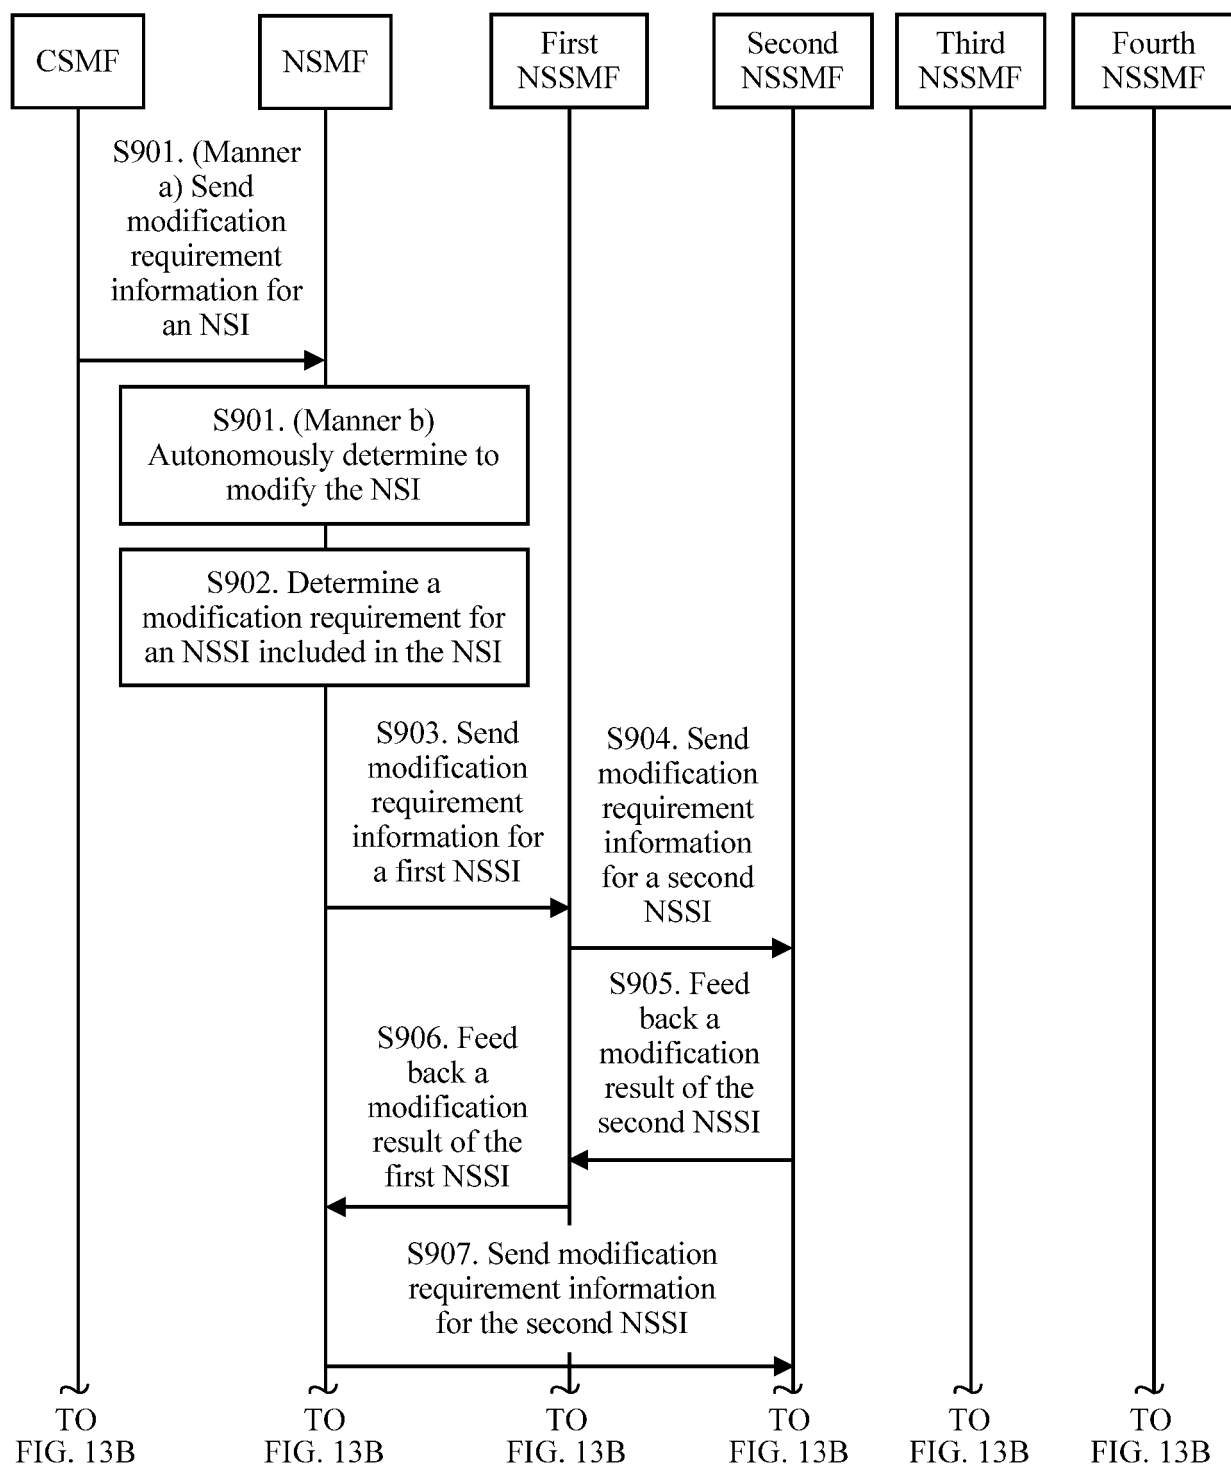 CSMF
NSMF
First
NSSMF
Second
NSSMF
Third
NSSMF
Fourth
NSSMF
S901. (Manner
a) Send
modification
requirement
information for
an NSI
S901. (Manner b)
Autonomously determine to
modify the NSI
S902. Determine a
modification requirement for
an NSSI included in the NSI
S903. Send
modification
requirement
information for
a first NSSI
S904. Send
modification
requirement
information
for a second
NSSI
S905. Feed
back a
modification
result of the
second NSSI
S906. Feed
back a
modification
result of the
first NSSI
S907. Send modification
requirement information
for the second NSSI
TO
FIG. 13B
TO
FIG. 13B
TO
FIG. 13B
TO
FIG. 13B
TO
FIG. 13B
TO
FIG. 13B